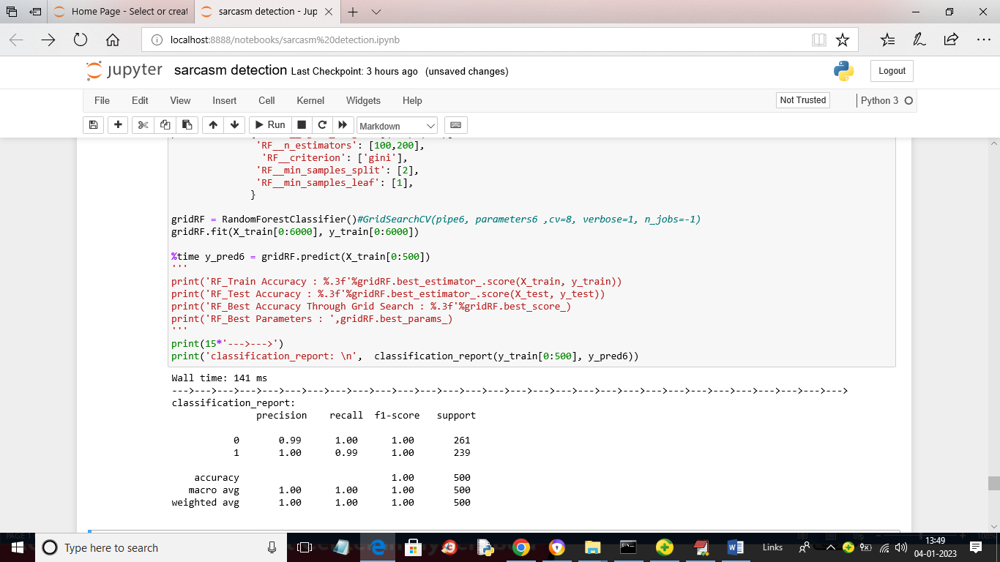 Home Page - Select or creat
sarcasm detection - Jup
localhost:8888/notebooks/sarcasm%20detection.ipynb
jupyter sarcasm detection Last Checkpoint: 3 hours ago (unsaved changes)
Logout
File Edit View Insert Cell Kernel Widgets Help
Not Trusted
Python 3
Run
Markdown
'RF__n_estimators': [100,200],
'RF__criterion': ['gini'],
'RF__min_samples_split': [2],
'RF__min_samples_leaf': [1],
}
gridRF = RandomForestClassifier()#GridSearchCV(pipe6, parameters6 ,cv=8, verbose=1, n_jobs=-1)
gridRF.fit(X_train[0:6000], y_train[0:6000])
%time y_pred6 = gridRF.predict(X_train[0:500])
'''
print('RF_Train Accuracy : %.3f'%gridRF.best_estimator_.score(X_train, y_train))
print('RF_Test Accuracy : %.3f'%gridRF.best_estimator_.score(X_test, y_test))
print('RF_Best Accuracy Through Grid Search : %.3f'%gridRF.best_score_)
print('RF_Best Parameters : ',gridRF.best_params_)
'''
print(15*'--->--->')
print('classification_report: \n', classification_report(y_train[0:500], y_pred6))
Wall time: 141 ms
--->--->--->--->--->--->--->--->--->--->--->--->--->--->--->--->--->--->--->--->--->--->--->--->--->--->--->--->--->--->
classification_report:
precision recall f1-score support
0 0.99 1.00 1.00 261
1 1.00 0.99 1.00 239
accuracy 1.00 500
macro avg 1.00 1.00 1.00 500
weighted avg 1.00 1.00 1.00 500
Type here to search
Links
13:49
04-01-2023